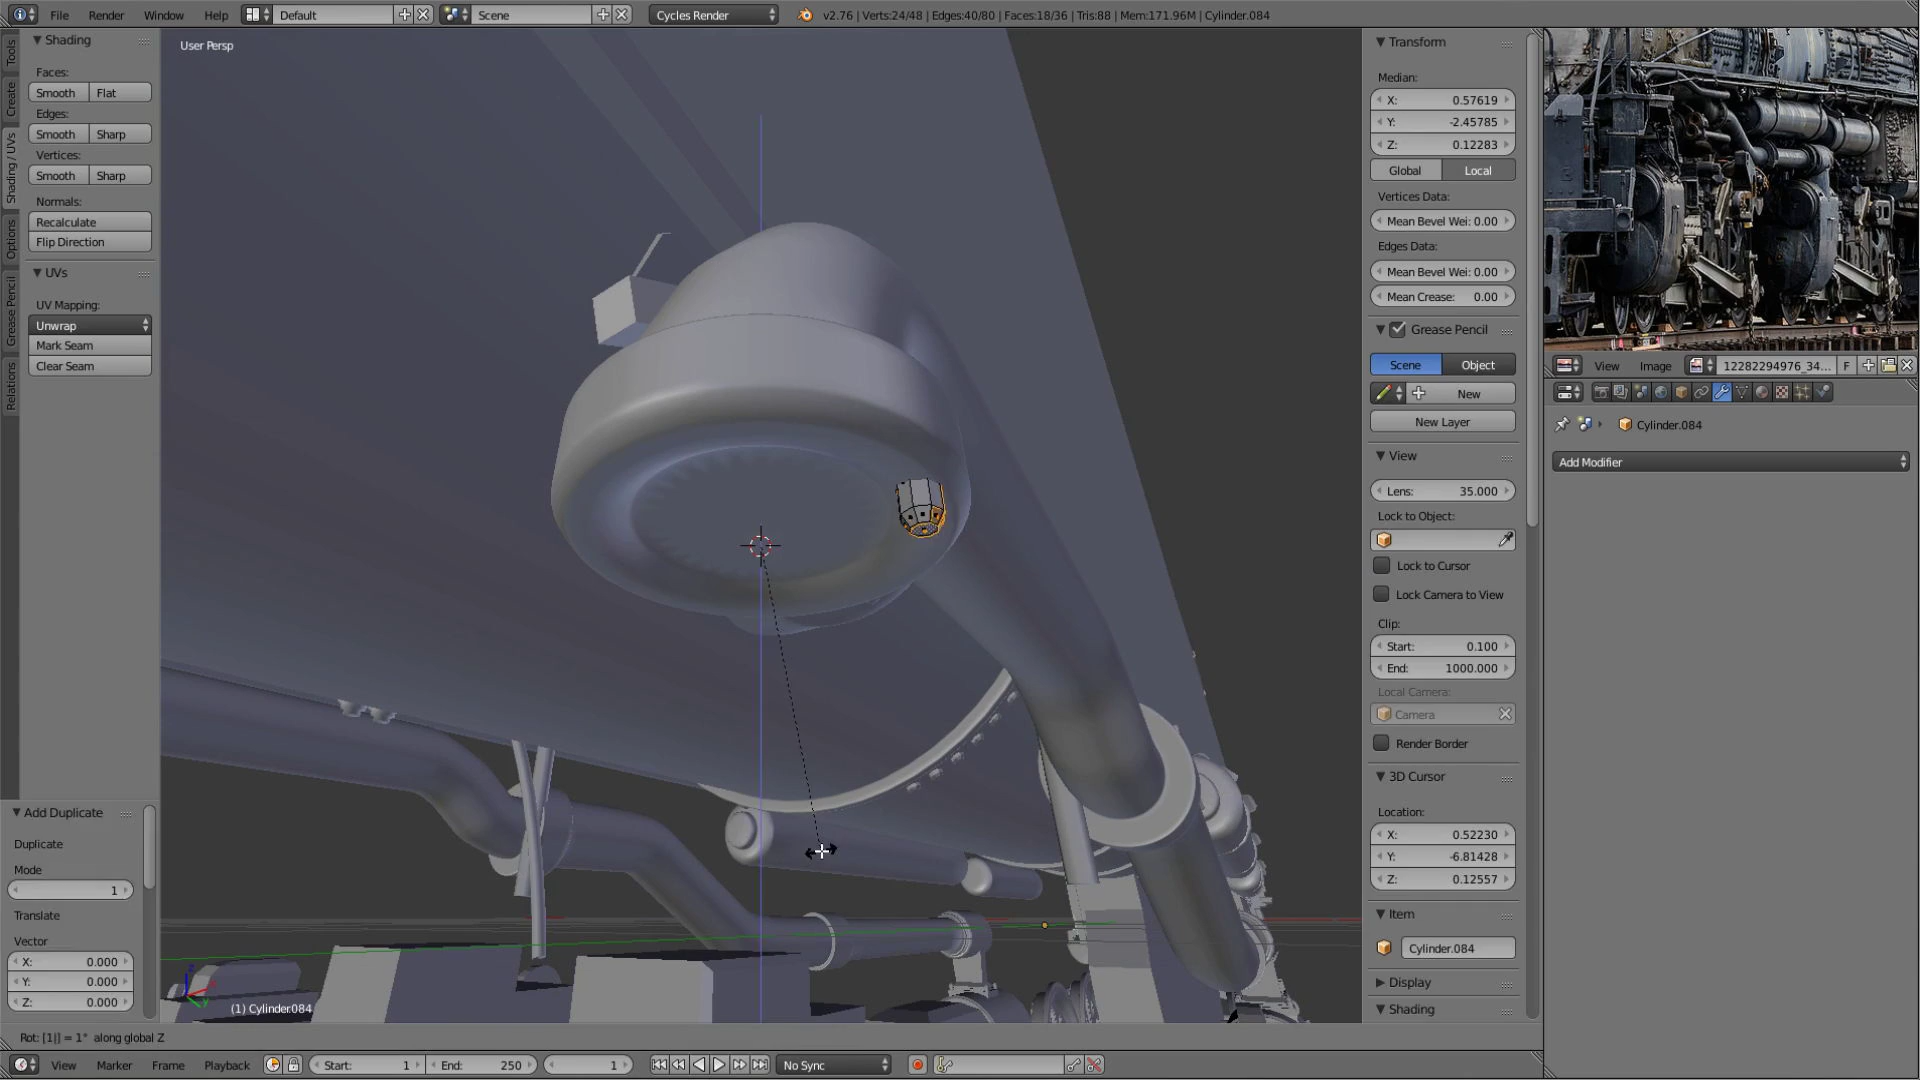 File
Render
Window
Help
Default
Scene
Cycles Render
v2.76 | Verts:24/48 | Edges:40/80 | Faces:18/36 | Tris:88 | Mem:171.96M | Cylinder.084
Tools
Create
Shading / UVs
Options
Grease Pencil
Relations
Shading
Faces:
Smooth
Flat
Edges:
Smooth
Sharp
Vertices:
Smooth
Sharp
Normals:
Recalculate
Flip Direction
UVs
UV Mapping:
Unwrap
Mark Seam
Clear Seam
Add Duplicate
Duplicate
Mode
1
Translate
Vector
X: 0.000
Y: 0.000
Z: 0.000
User Persp
(1) Cylinder.084
Rot: [1|] = 1° along global Z
Transform
Median:
X: 0.57619
Y: -2.45785
Z: 0.12283
Global
Local
Vertices Data:
Mean Bevel Wei: 0.00
Edges Data:
Mean Bevel Wei: 0.00
Mean Crease: 0.00
Grease Pencil
Scene
Object
New
New Layer
View
Lens: 35.000
Lock to Object:
Lock to Cursor
Lock Camera to View
Clip:
Start: 0.100
End: 1000.000
Local Camera:
Camera
Render Border
3D Cursor
Location:
X: 0.52230
Y: -6.81428
Z: 0.12557
Item
Cylinder.084
Display
Shading
View
Image
12282294976_34...
F
Cylinder.084
Add Modifier
View
Marker
Frame
Playback
Start: 1
End: 250
1
No Sync